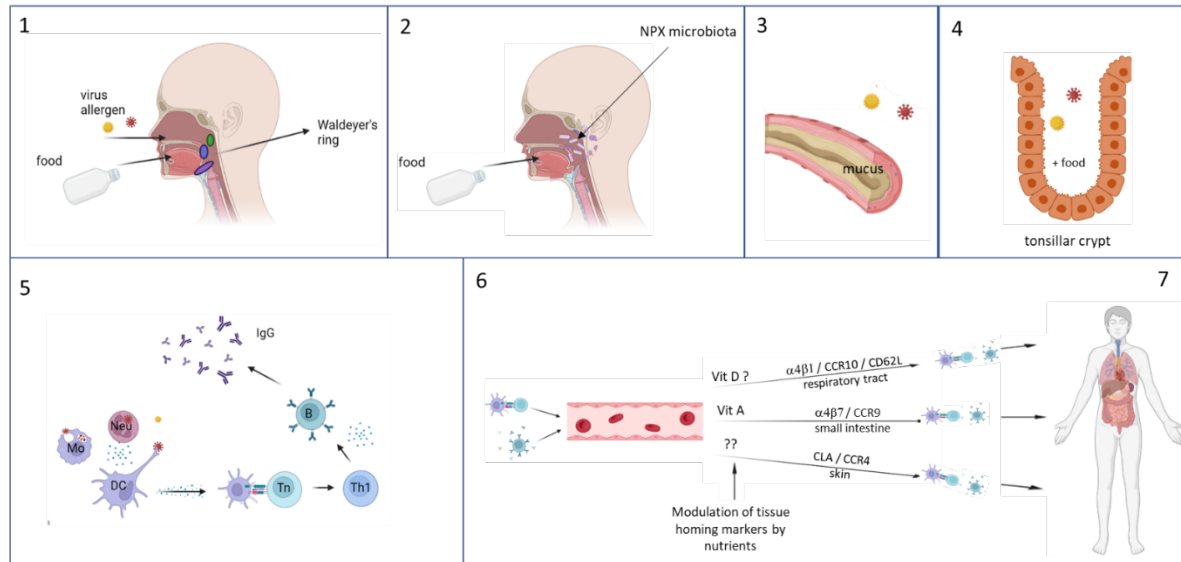 1
virus
allergen
food
Waldeyer's
ring
2
NPX microbiota
food
3
mucus
4
+ food
tonsillar crypt
5
IgG
B
Neu
Mo
DC
Tn
Th1
6
Vit D ?
α4β1 / CCR10 / CD62L
respiratory tract
Vit A
α4β7 / CCR9
small intestine
??
CLA / CCR4
skin
Modulation of tissue
homing markers by
nutrients
7